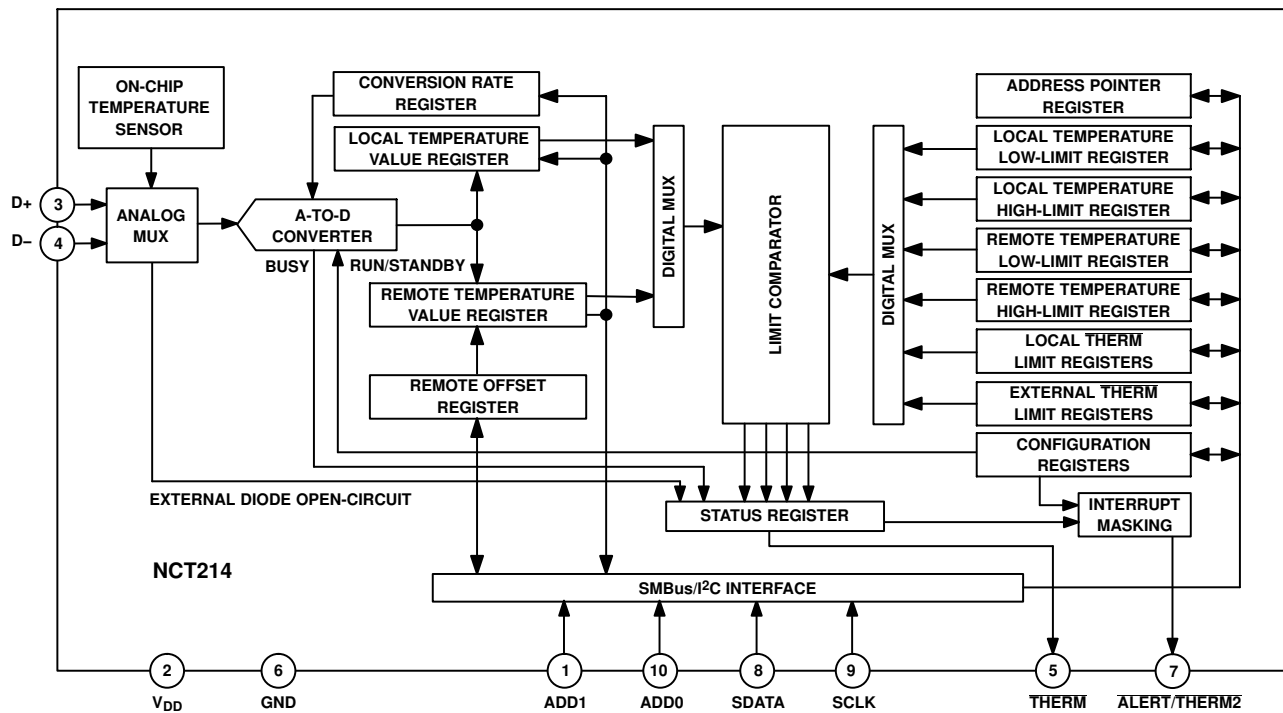 ON-CHIP
TEMPERATURE
SENSOR
CONVERSION RATE
REGISTER
ADDRESS POINTER
REGISTER
LOCAL TEMPERATURE
VALUE REGISTER
LOCAL TEMPERATURE
LOW-LIMIT REGISTER
D+
3
D–
4
ANALOG
MUX
A-TO-D
CONVERTER
BUSY
RUN/STANDBY
DIGITAL MUX
LIMIT COMPARATOR
DIGITAL MUX
LOCAL TEMPERATURE
HIGH-LIMIT REGISTER
REMOTE TEMPERATURE
LOW-LIMIT REGISTER
REMOTE TEMPERATURE
VALUE REGISTER
REMOTE TEMPERATURE
HIGH-LIMIT REGISTER
LOCAL THERM
LIMIT REGISTERS
REMOTE OFFSET
REGISTER
EXTERNAL THERM
LIMIT REGISTERS
CONFIGURATION
REGISTERS
EXTERNAL DIODE OPEN-CIRCUIT
STATUS REGISTER
INTERRUPT
MASKING
NCT214
SMBus/I²C INTERFACE
2
6
1
10
8
9
5
7
VDD
GND
ADD1
ADD0
SDATA
SCLK
THERM
ALERT/THERM2